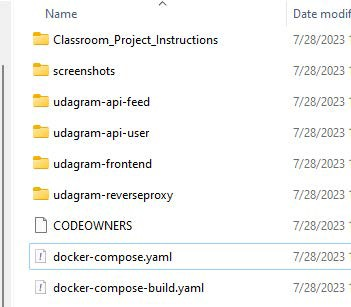 Name Date modif
Classroom_Project_Instructions 7/28/2023
screenshots 7/28/2023
udagram-api-feed 7/28/2023
udagram-api-user 7/28/2023
udagram-frontend 7/28/2023
udagram-reverseproxy 7/28/2023
CODEOWNERS 7/28/2023
docker-compose.yaml 7/28/2023
docker-compose-build.yaml 7/28/2023